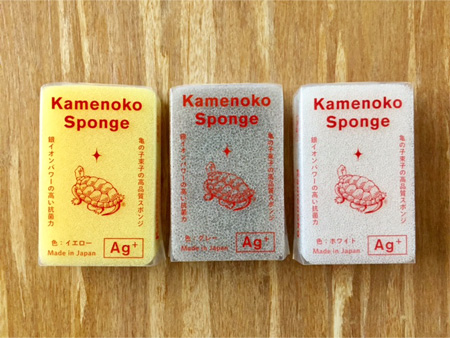 Kamenoko
Sponge
亀の子束子の高品質スポンジ
銀イオンパワーの高い抗菌力
色：イエロー
Made in Japan
Ag+
Kamenoko
Sponge
亀の子束子の高品質スポンジ
銀イオンパワーの高い抗菌力
色：グレー
Made in Japan
Ag+
Kamenoko
Sponge
亀の子束子の高品質スポンジ
銀イオンパワーの高い抗菌力
色：ホワイト
Made in Japan
Ag+